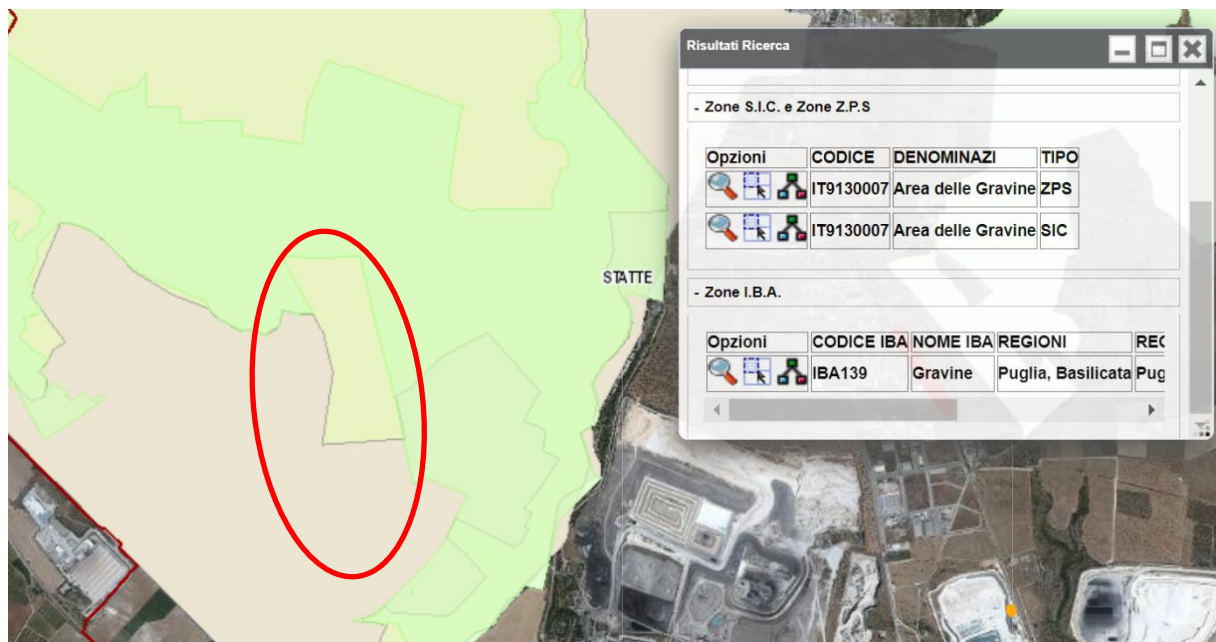 Risultati Ricerca
- Zone S.I.C. e Zone Z.P.S
Opzioni CODICE DENOMINAZI TIPO
IT9130007 Area delle Gravine ZPS
IT9130007 Area delle Gravine SIC
STATTE
- Zone I.B.A.
Opzioni CODICE IBA NOME IBA REGIONI REC
IBA139 Gravine Puglia, Basilicata Pug